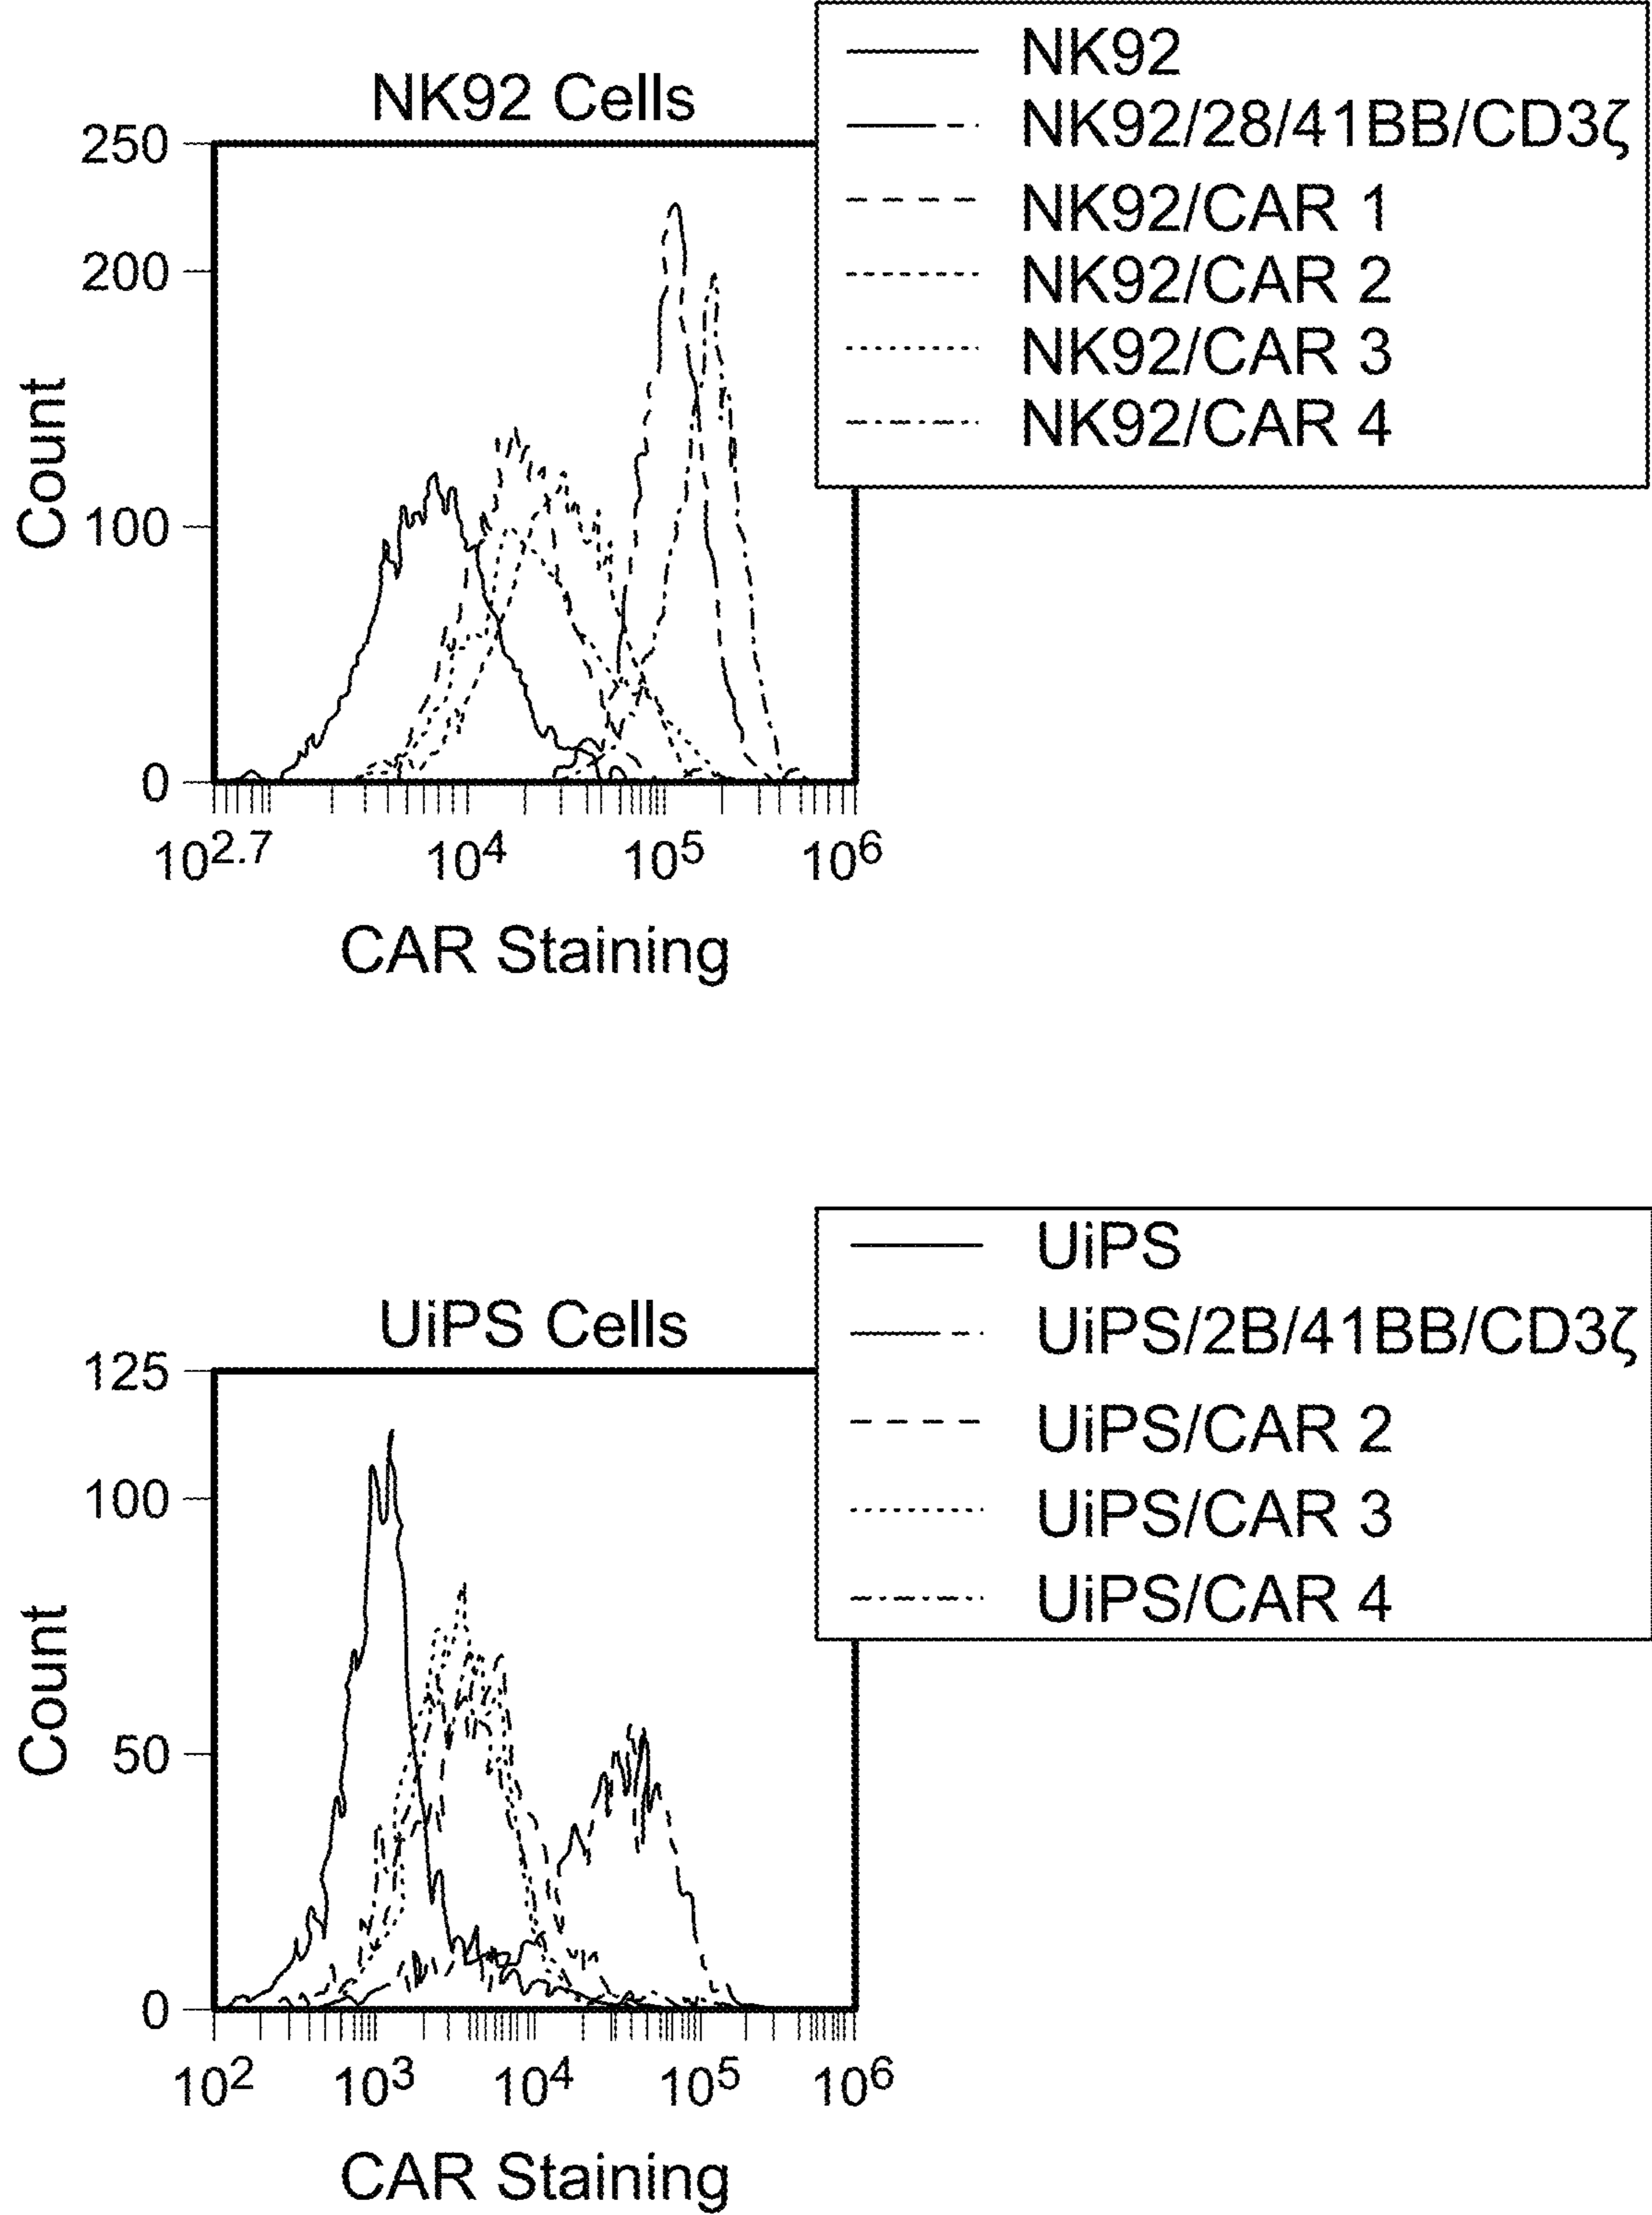 NK92 Cells
250
200
100
0
Count
10^2.7 10^4 10^5 10^6
CAR Staining
NK92
NK92/28/41BB/CD3ζ
NK92/CAR 1
NK92/CAR 2
NK92/CAR 3
NK92/CAR 4
UiPS Cells
125
100
50
0
Count
10^2 10^3 10^4 10^5 10^6
CAR Staining
UiPS
UiPS/2B/41BB/CD3ζ
UiPS/CAR 2
UiPS/CAR 3
UiPS/CAR 4